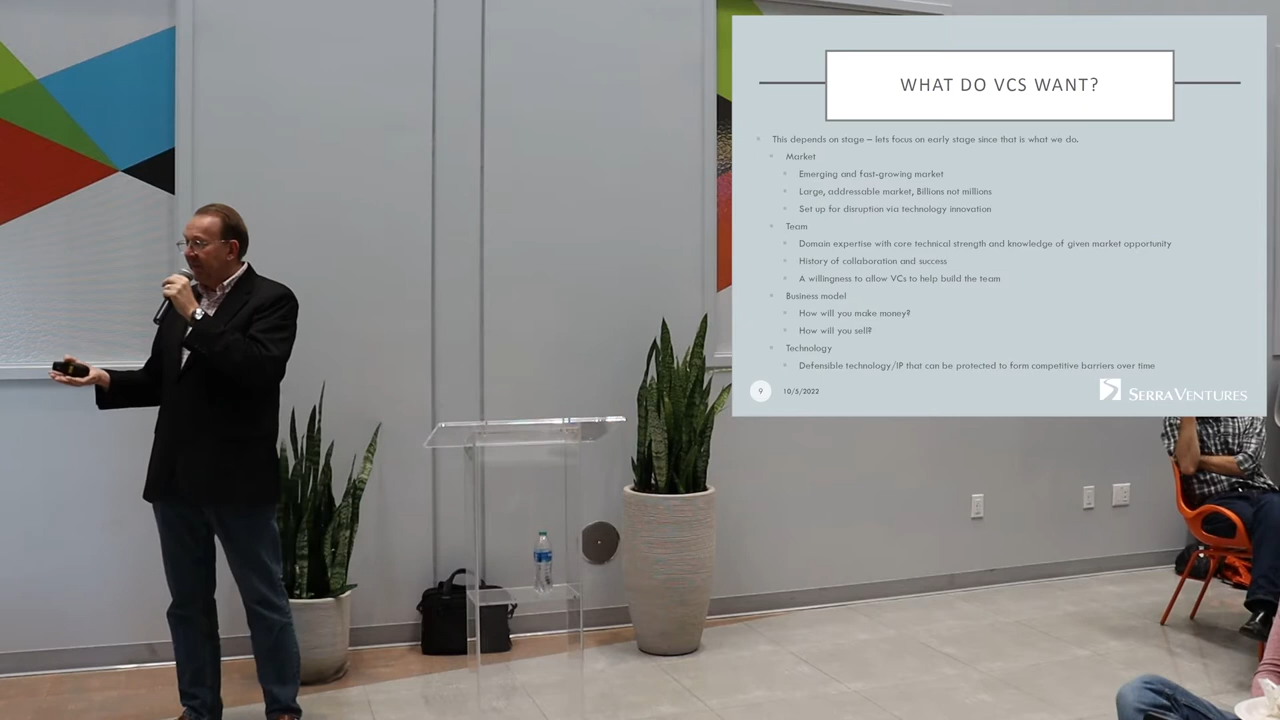 WHAT DO VCS WANT?
This depends on stage – lets focus on early stage since that is what we do.
Market
Emerging and fast-growing market
Large, addressable market, Billions not millions
Set up for disruption via technology innovation
Team
Domain expertise with core technical strength and knowledge of given market opportunity
History of collaboration and success
A willingness to allow VCs to help build the team
Business model
How will you make money?
How will you sell?
Technology
Defensible technology/IP that can be protected to form competitive barriers over time
9 10/5/2022
SERRAVENTURES